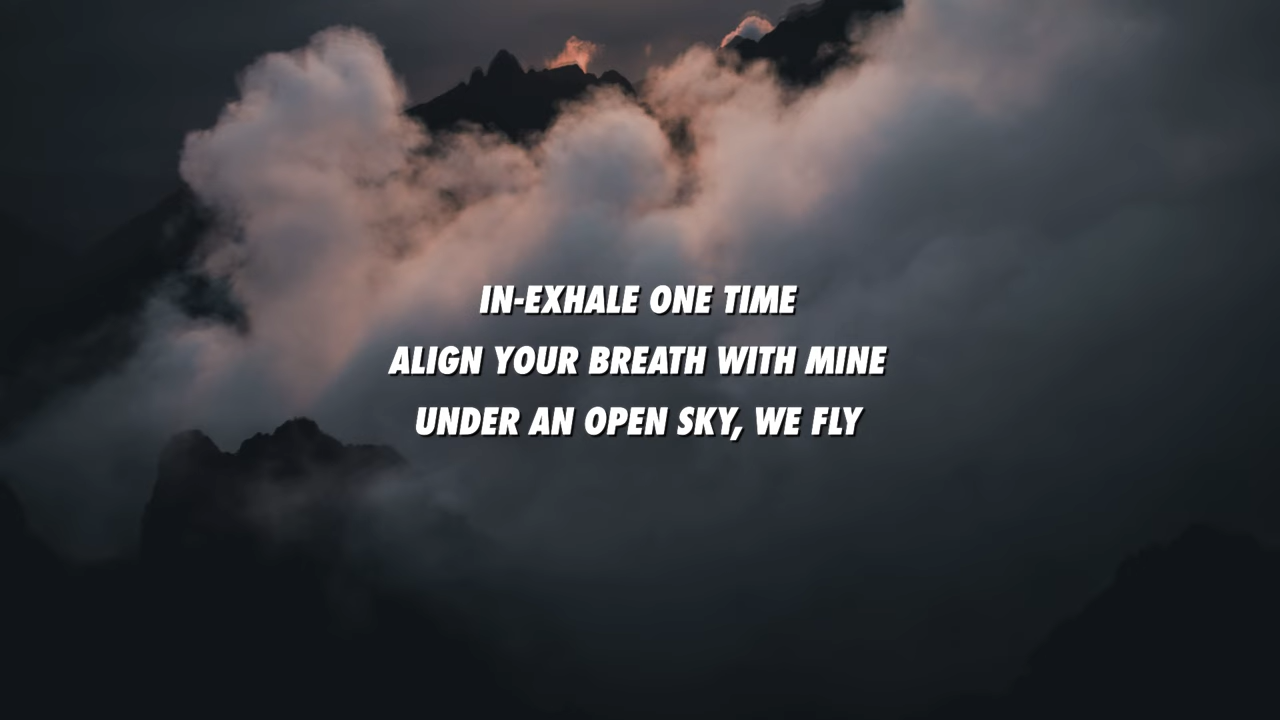 IN-EXHALE ONE TIME
ALIGN YOUR BREATH WITH MINE
UNDER AN OPEN SKY, WE FLY